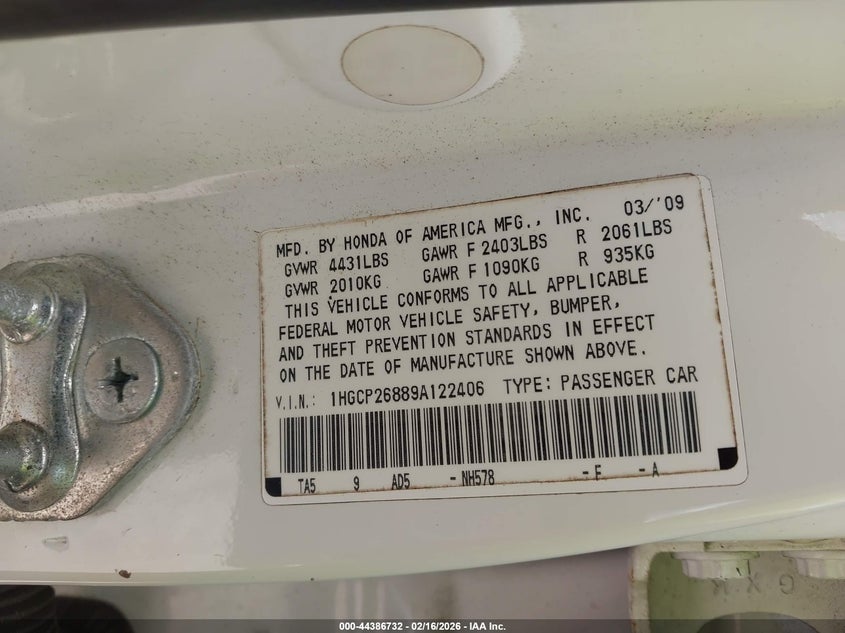 MFD. BY HONDA OF AMERICA MFG., INC. 03/'09
GVWR 4431LBS GAWR F 2403LBS R 2061LBS
GVWR 2010KG GAWR F 1090KG R 935KG
THIS VEHICLE CONFORMS TO ALL APPLICABLE
FEDERAL MOTOR VEHICLE SAFETY, BUMPER,
AND THEFT PREVENTION STANDARDS IN EFFECT
ON THE DATE OF MANUFACTURE SHOWN ABOVE.
V.I.N.: 1HGCP26889A122406 TYPE: PASSENGER CAR
TA5 9 AD5 -NH578 -F -A
G X K
000-44386732 - 02/16/2026 - IAA Inc.